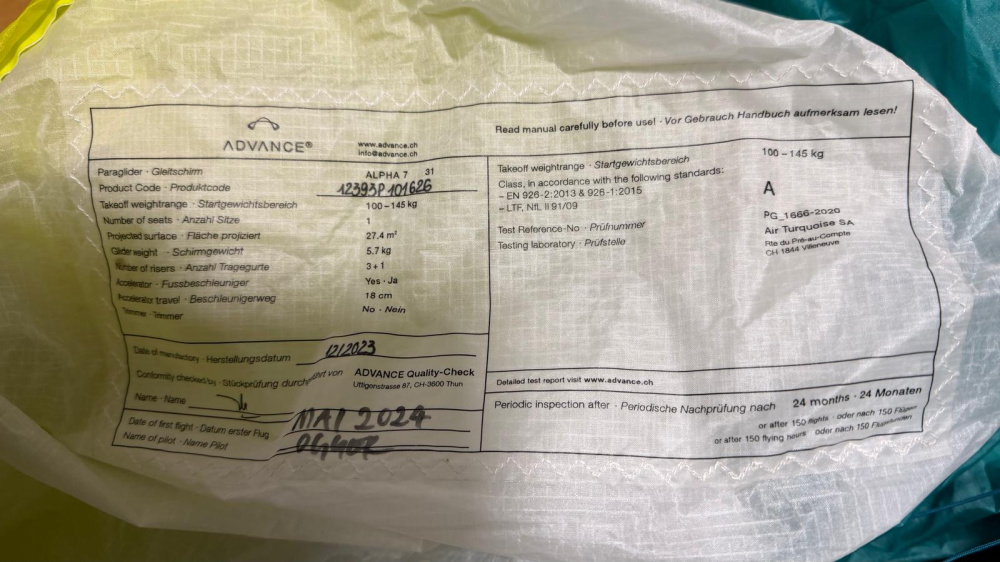 ADVANCE®
www.advance.ch
info@advance.ch
Read manual carefully before use! · Vor Gebrauch Handbuch aufmerksam lesen!
Paraglider · Gleitschirm ALPHA 7 31
Product Code · Produktcode 12393P101626
Takeoff weightrange · Startgewichtsbereich 100–145 kg
Number of seats · Anzahl Sitze 1
Projected surface · Fläche projiziert 27.4 m²
Glider weight · Schirmgewicht 5.7 kg
Number of risers · Anzahl Tragegurte 3+1
Accelerator · Fussbeschleuniger Yes · Ja
Accelerator travel · Beschleunigerweg 18 cm
Trimmer · Trimmer No · Nein
Date of manufactory · Herstellungsdatum 12/2023
Conformity checked by · Stückprüfung durchgeführt von ADVANCE Quality-Check
Uttigenstrasse 87, CH-3600 Thun
Name · Name
Date of first flight · Datum erster Flug MAI 2024
Name of pilot · Name Pilot
Takeoff weightrange · Startgewichtsbereich 100–145 kg
Class, in accordance with the following standards:
– EN 926-2:2013 & 926-1:2015 A
– LTF, NfL II 91/09
Test Reference-No · Prüfnummer PG_1666-2020
Testing laboratory · Prüfstelle Air Turquoise SA
Rte du Pré-au-Compte
CH 1844 Villeneuve
Detailed test report visit www.advance.ch
Periodic inspection after · Periodische Nachprüfung nach 24 months · 24 Monaten
or after 150 flights · oder nach 150 Flügen
or after 150 flying hours · oder nach 150 Flugstunden